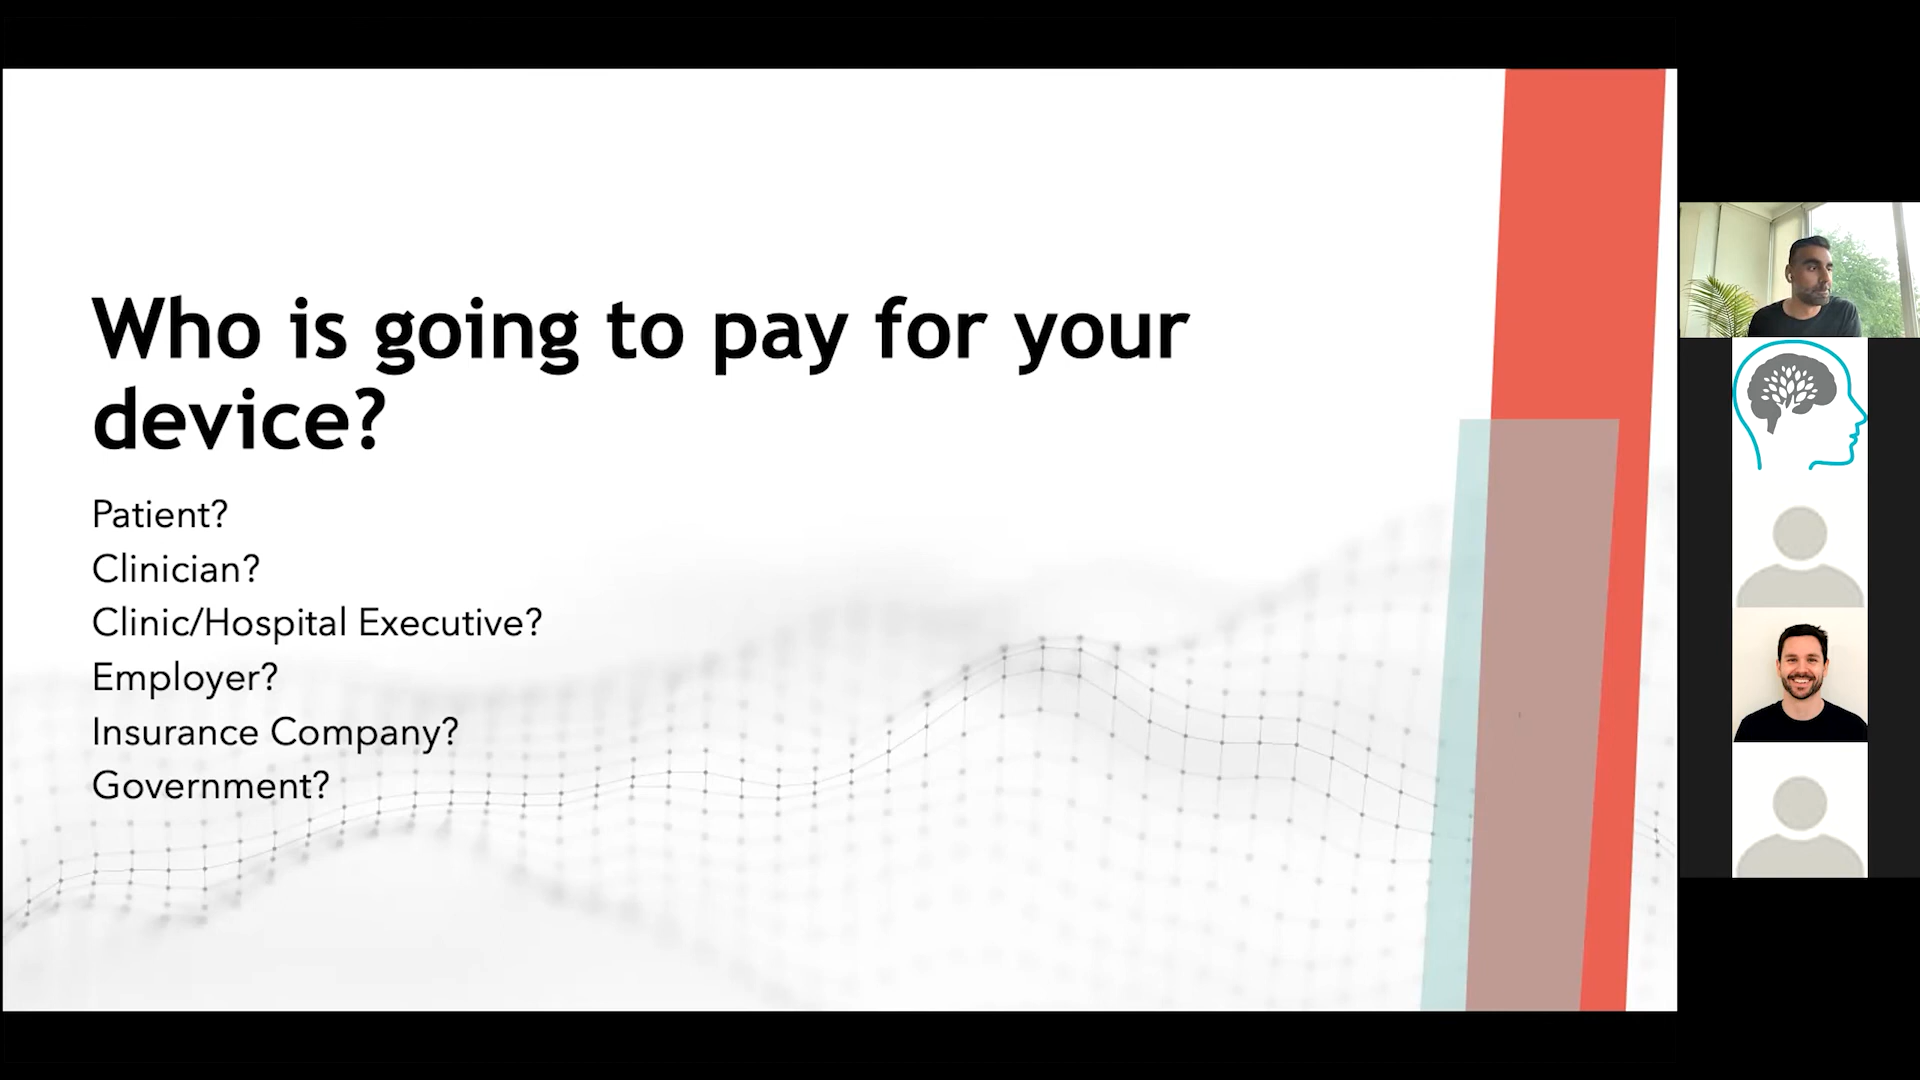 Who is going to pay for your
device?
Patient?
Clinician?
Clinic/Hospital Executive?
Employer?
Insurance Company?
Government?